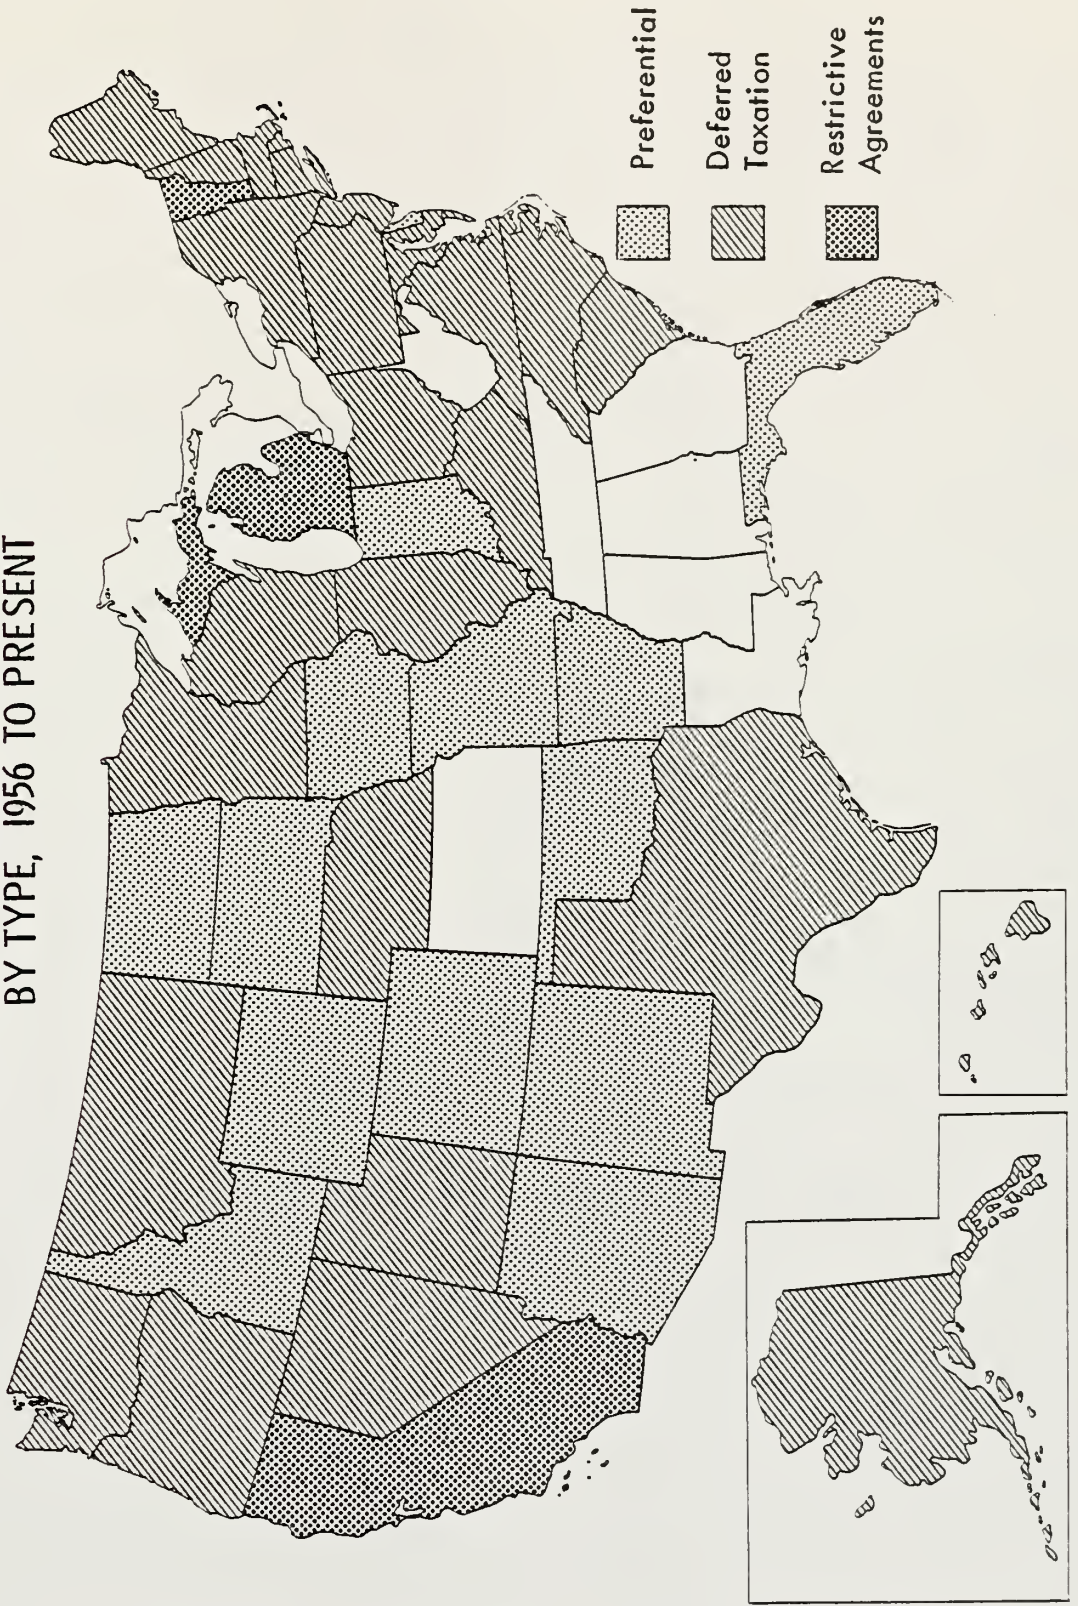 BY TYPE, 1956 TO PRESENT
Preferential
Deferred
Taxation
Restrictive
Agreements